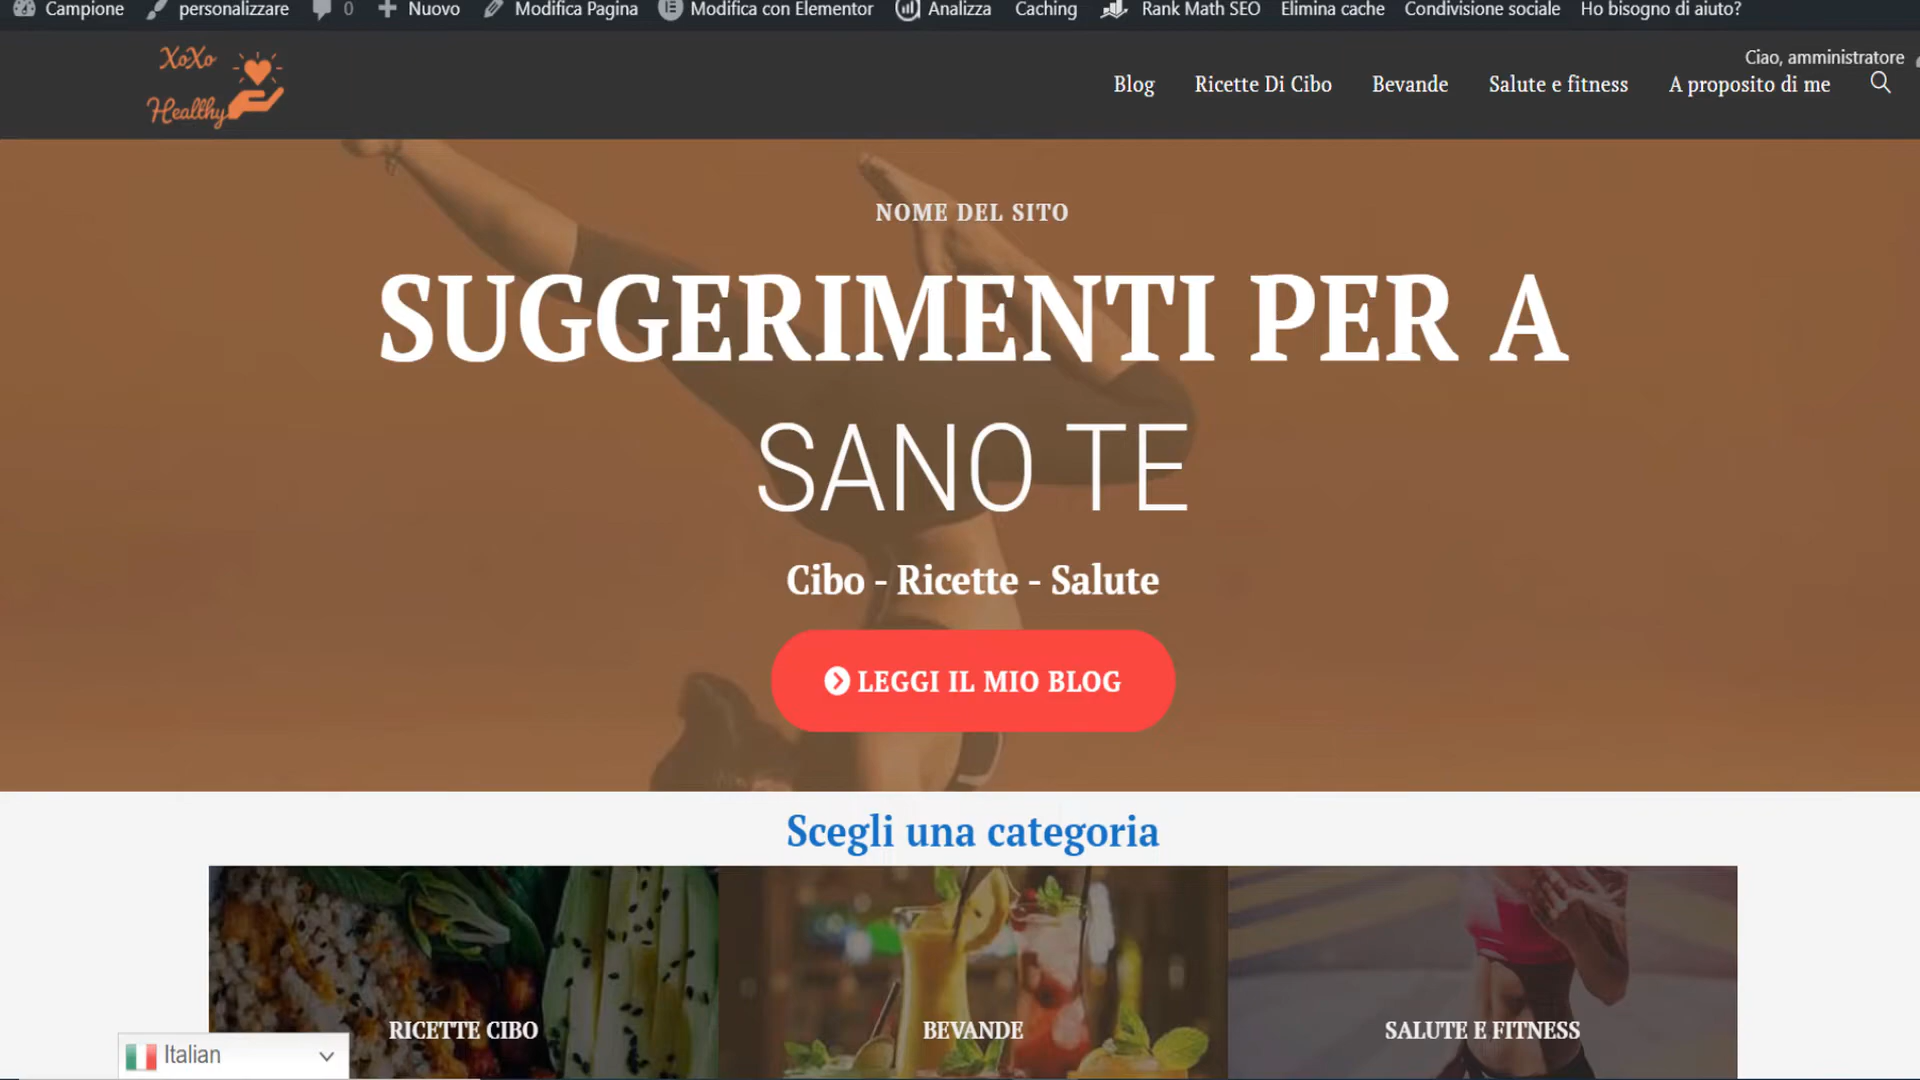 Campione personalizzare 0 Nuovo Modifica Pagina Modifica con Elementor Analizza Caching Rank Math SEO Elimina cache Condivisione sociale Ho bisogno di aiuto?
Ciao, amministratore
XoXo
Healthy
Blog Ricette Di Cibo Bevande Salute e fitness A proposito di me
NOME DEL SITO
SUGGERIMENTI PER A
SANO TE
Cibo - Ricette - Salute
LEGGI IL MIO BLOG
Scegli una categoria
RICETTE CIBO BEVANDE SALUTE E FITNESS
Italian